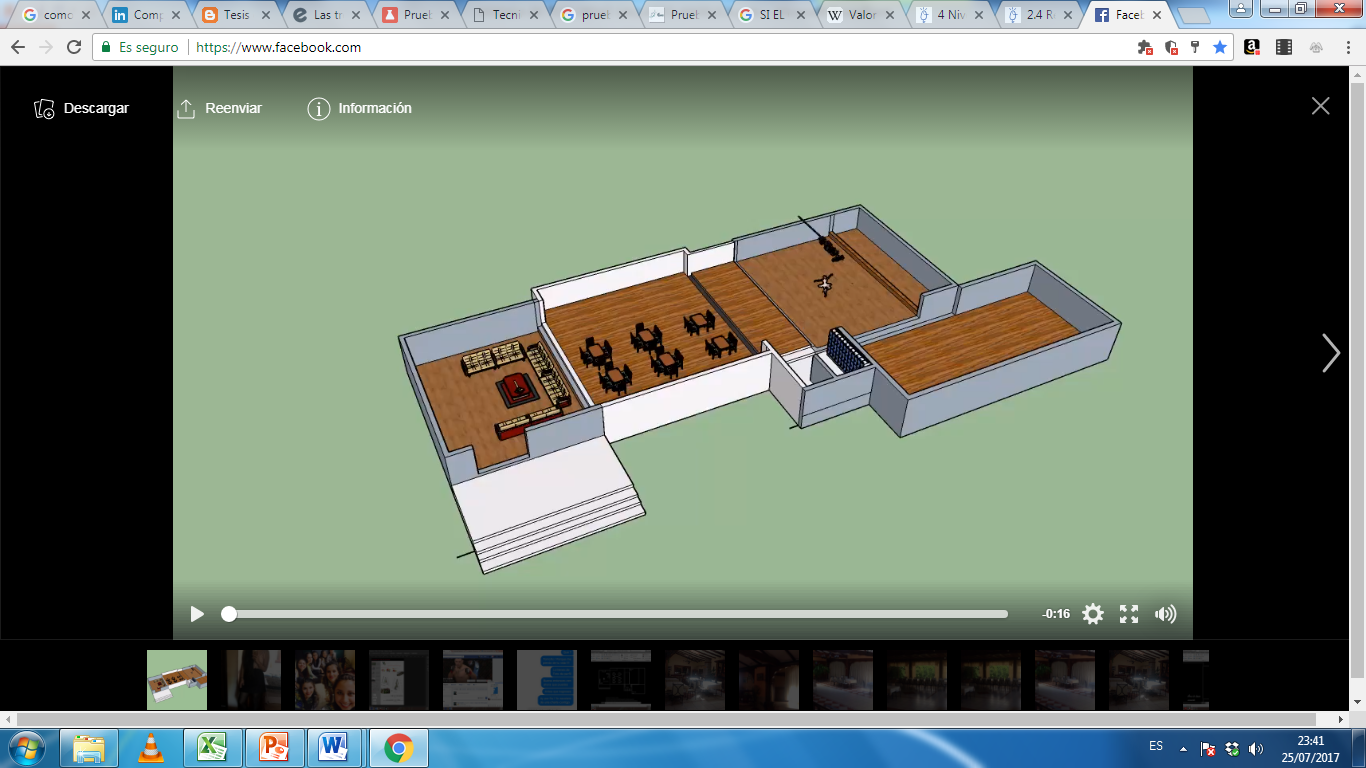 como
Comp
Tesis
Las tr
Prueb
Tecni
prueb
Prueb
SI EL
Valor
4 Niv
2.4 R
Faceb
Es seguro
https://www.facebook.com
Descargar
Reenviar
Información
-0:16
ES
23:41
25/07/2017